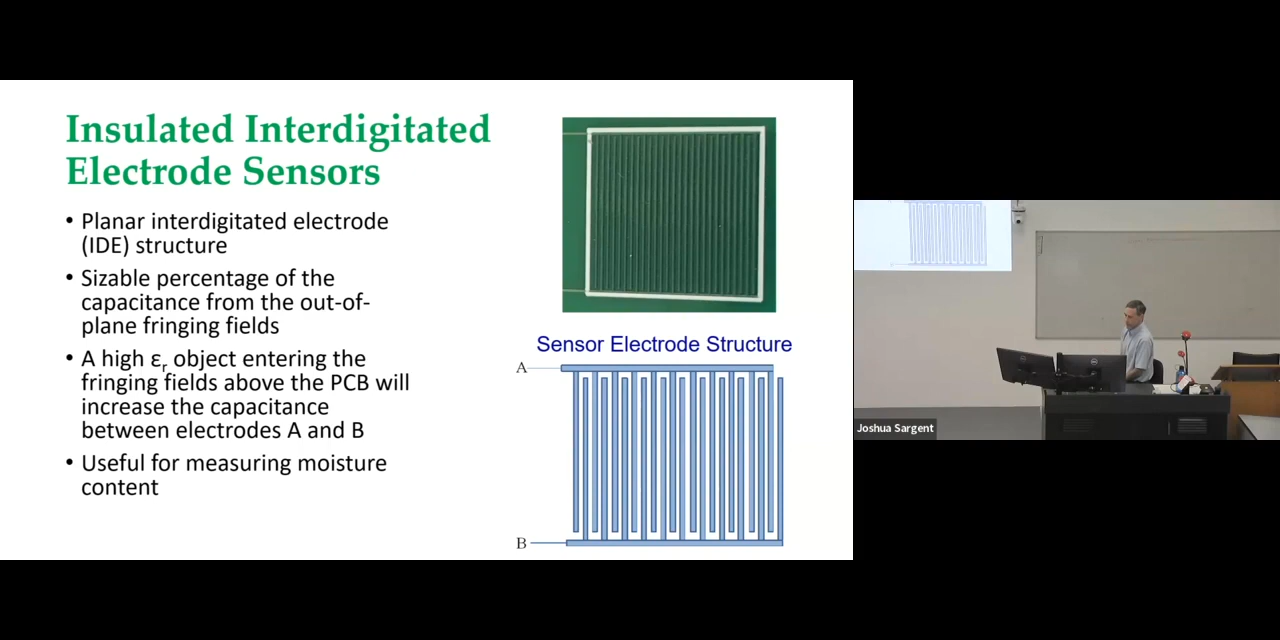 Insulated Interdigitated
Electrode Sensors
• Planar interdigitated electrode
(IDE) structure
• Sizable percentage of the
capacitance from the out-of-
plane fringing fields
• A high εr object entering the
fringing fields above the PCB will
increase the capacitance
between electrodes A and B
• Useful for measuring moisture
content
Sensor Electrode Structure
A
B
Joshua Sargent